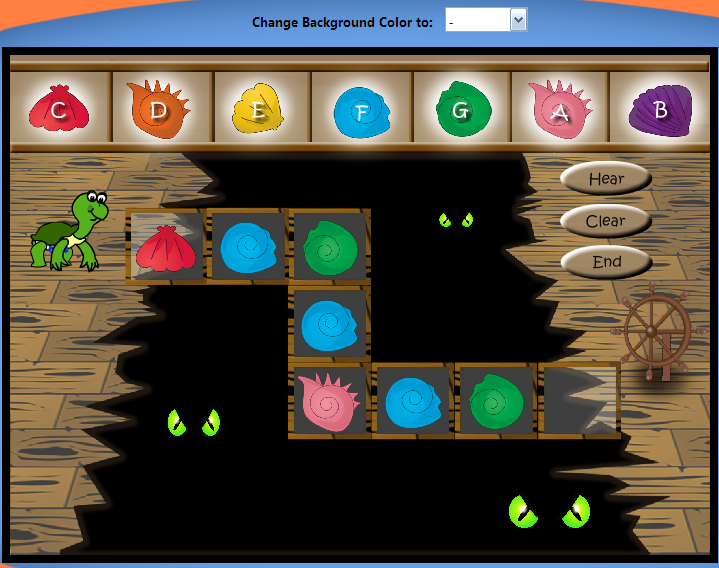 Change Background Color to: -
C D E F G A B
Hear
Clear
End